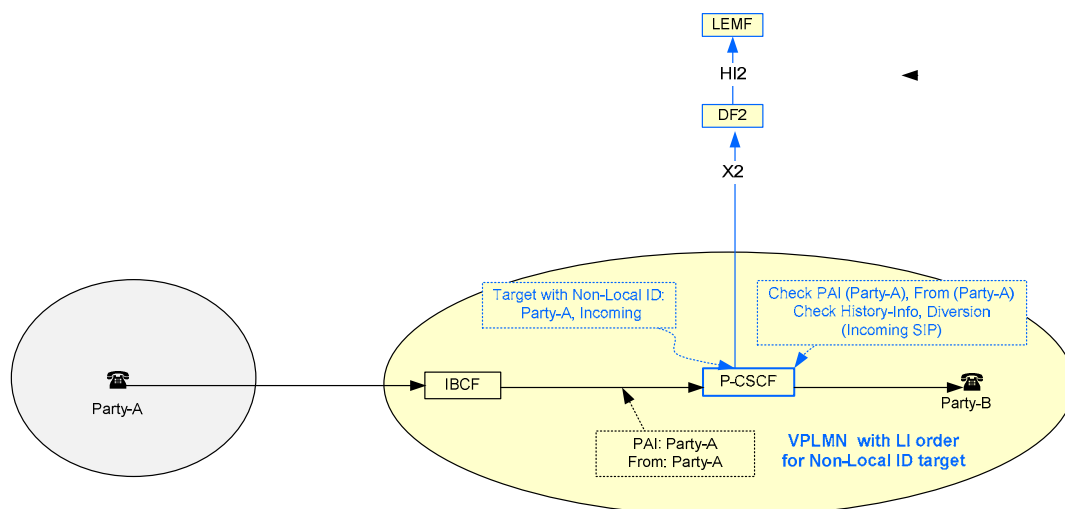 LEMF
HI2
DF2
X2
Target with Non-Local ID:
Party-A, Incoming
Check PAI (Party-A), From (Party-A)
Check History-Info, Diversion
(Incoming SIP)
IBCF
P-CSCF
Party-A
Party-B
PAI: Party-A
From: Party-A
VPLMN with LI order
for Non-Local ID target